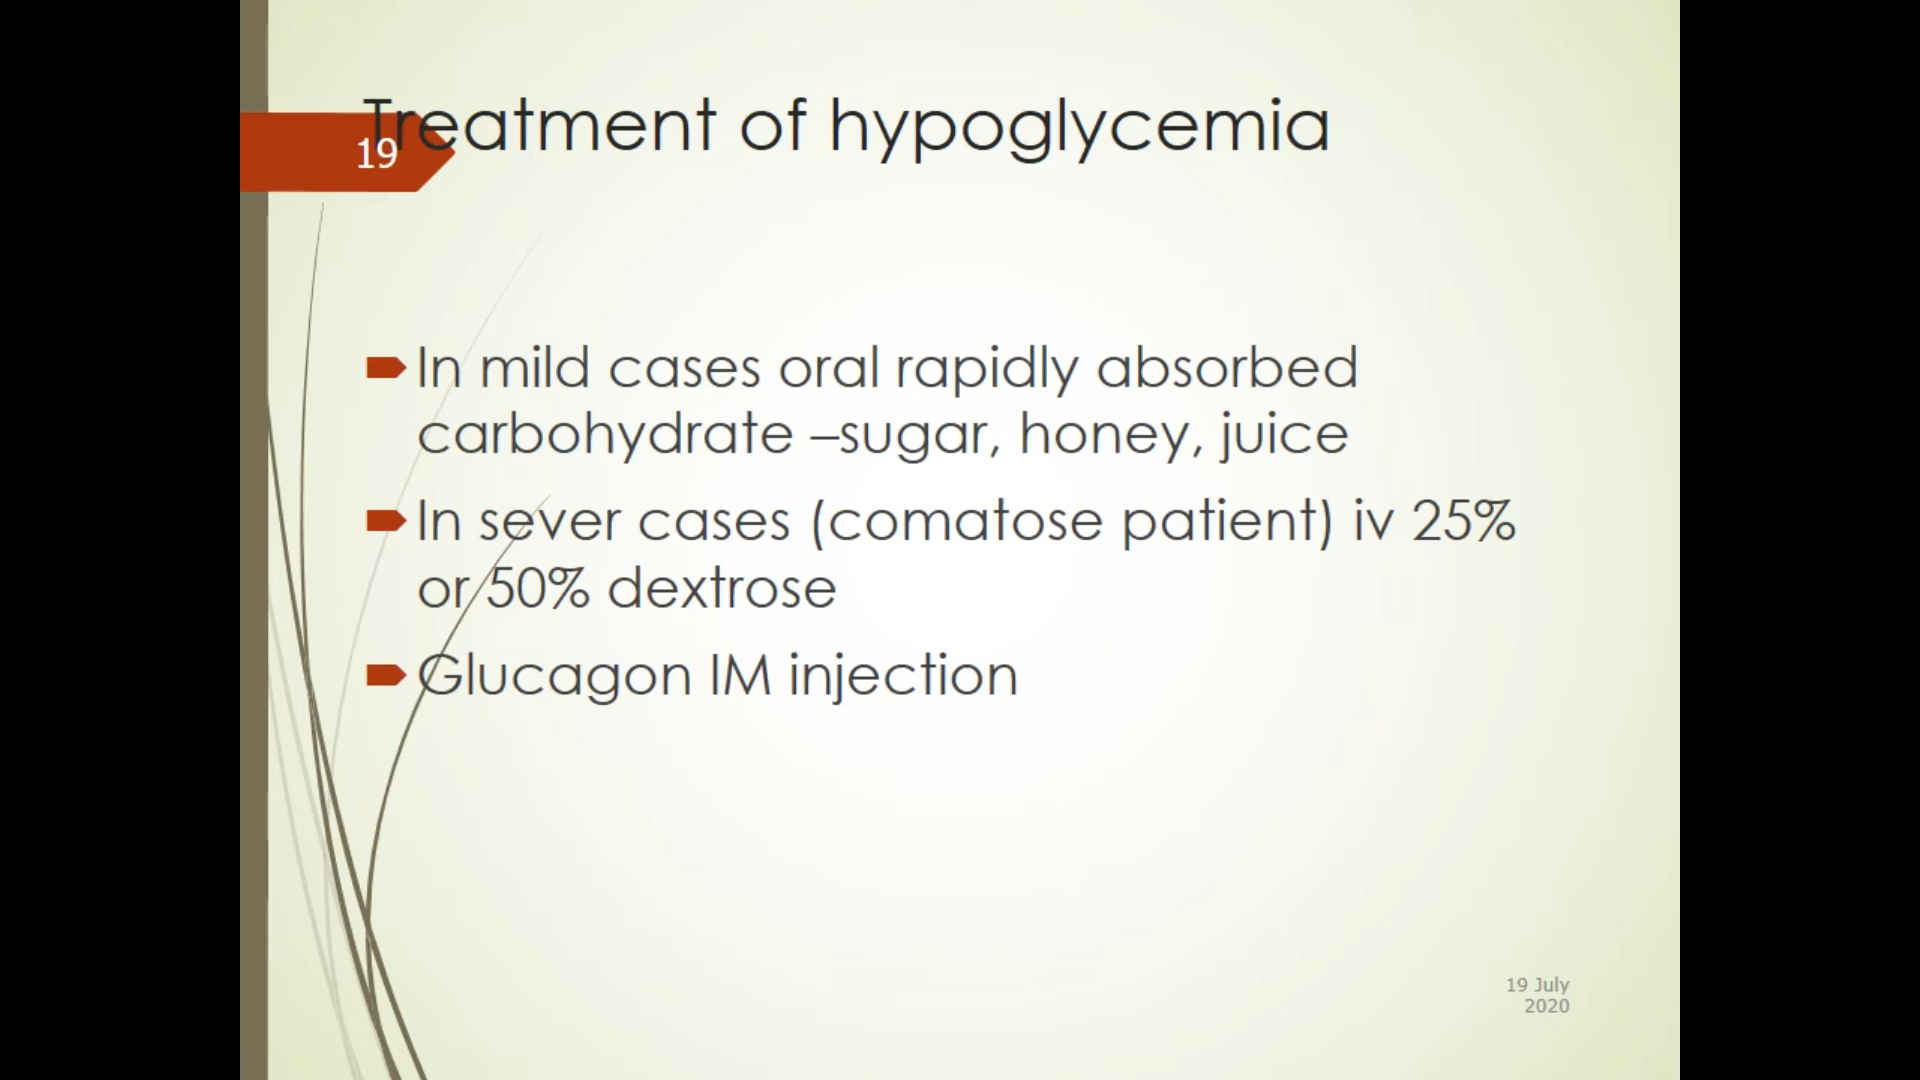 Treatment of hypoglycemia
19
In mild cases oral rapidly absorbed
carbohydrate –sugar, honey, juice
In sever cases (comatose patient) iv 25%
or 50% dextrose
Glucagon IM injection
19 July
2020